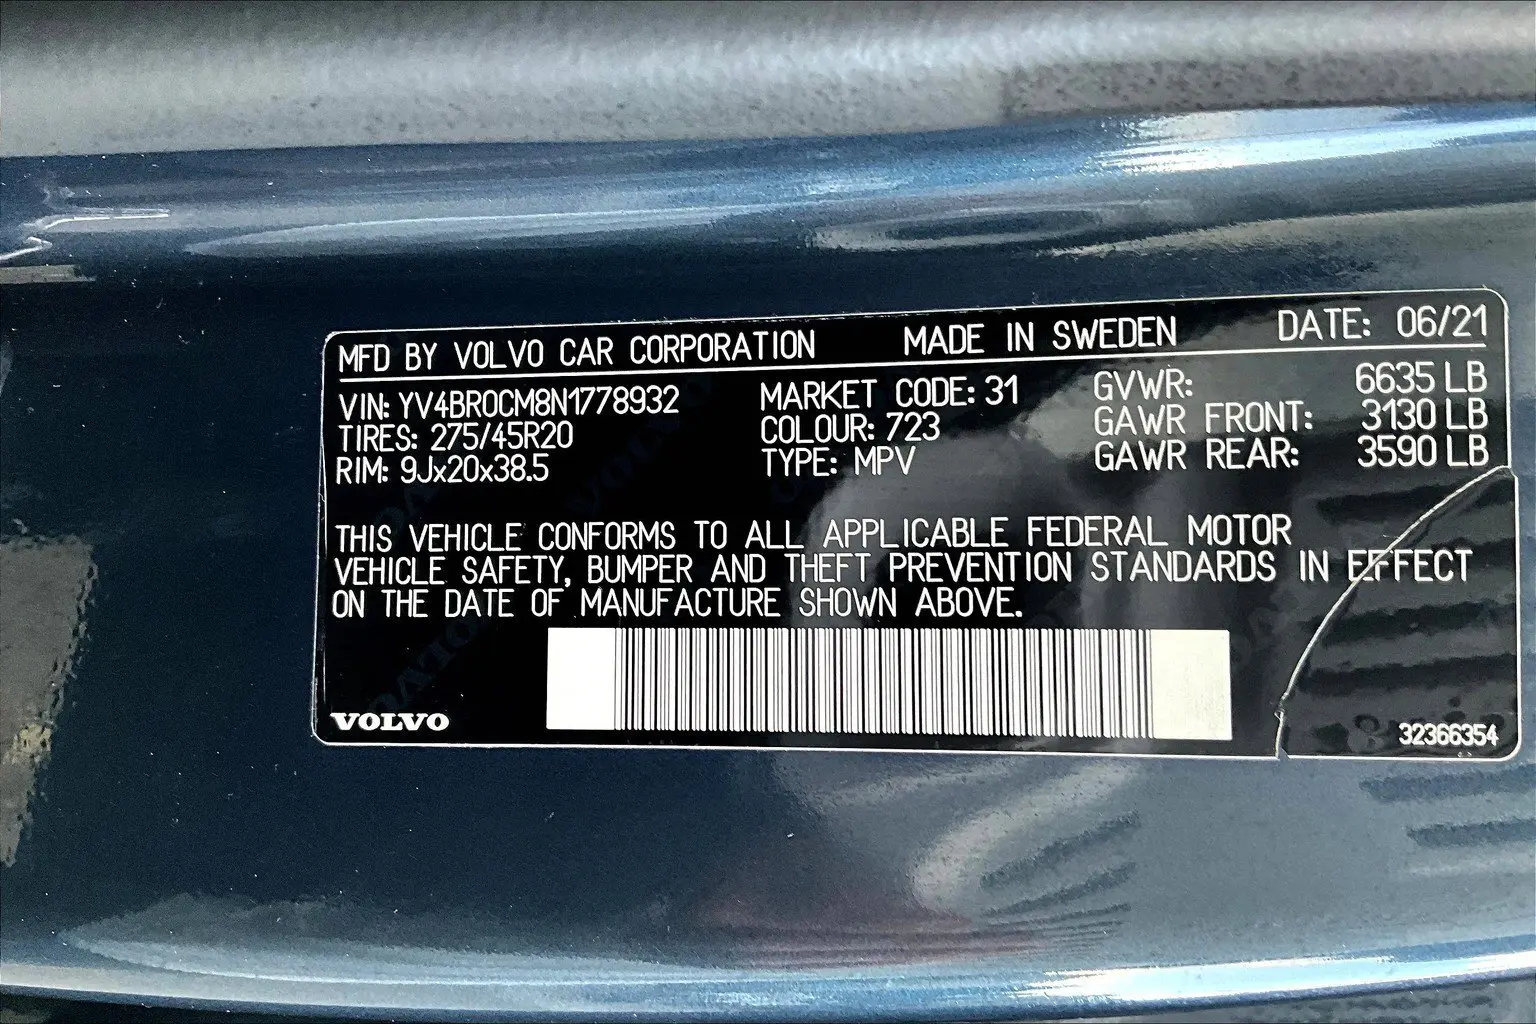 MFD BY VOLVO CAR CORPORATION MADE IN SWEDEN DATE: 06/21
VIN: YV4BR0CM8N1778932 MARKET CODE: 31 GVWR: 6635 LB
TIRES: 275/45R20 COLOUR: 723 GAWR FRONT: 3130 LB
RIM: 9Jx20x38.5 TYPE: MPV GAWR REAR: 3590 LB
THIS VEHICLE CONFORMS TO ALL APPLICABLE FEDERAL MOTOR
VEHICLE SAFETY, BUMPER AND THEFT PREVENTION STANDARDS IN EFFECT
ON THE DATE OF MANUFACTURE SHOWN ABOVE.
VOLVO
32366354